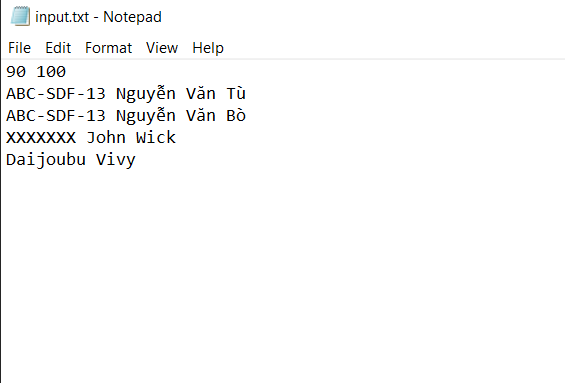 input.txt - Notepad
File Edit Format View Help
90 100
ABC-SDF-13 Nguyễn Văn Tù
ABC-SDF-13 Nguyễn Văn Bò
XXXXXXX John Wick
Daijoubu Vivy